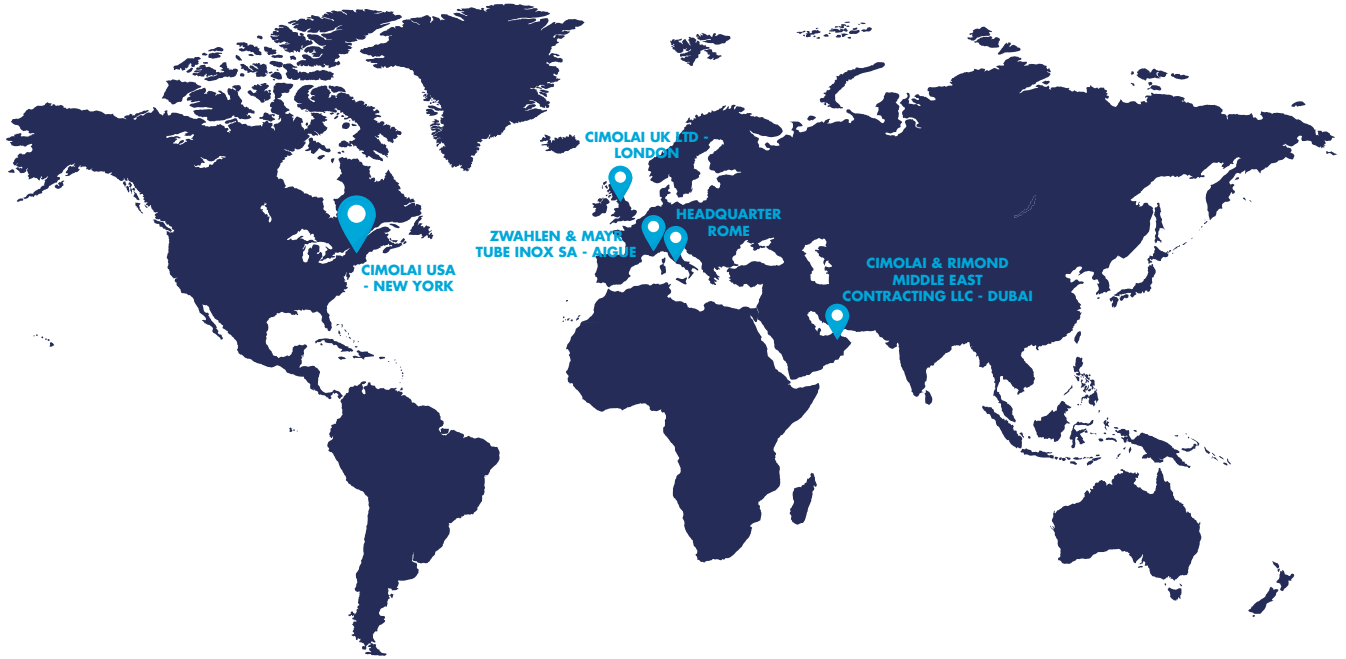 CIMOLAI UK LTD -
LONDON
HEADQUARTER
ROME
ZWAHLEN & MAYR
TUBE INOX SA - AIGUE
CIMOLAI USA
- NEW YORK
CIMOLAI & RIMOND
MIDDLE EAST
CONTRACTING LLC - DUBAI